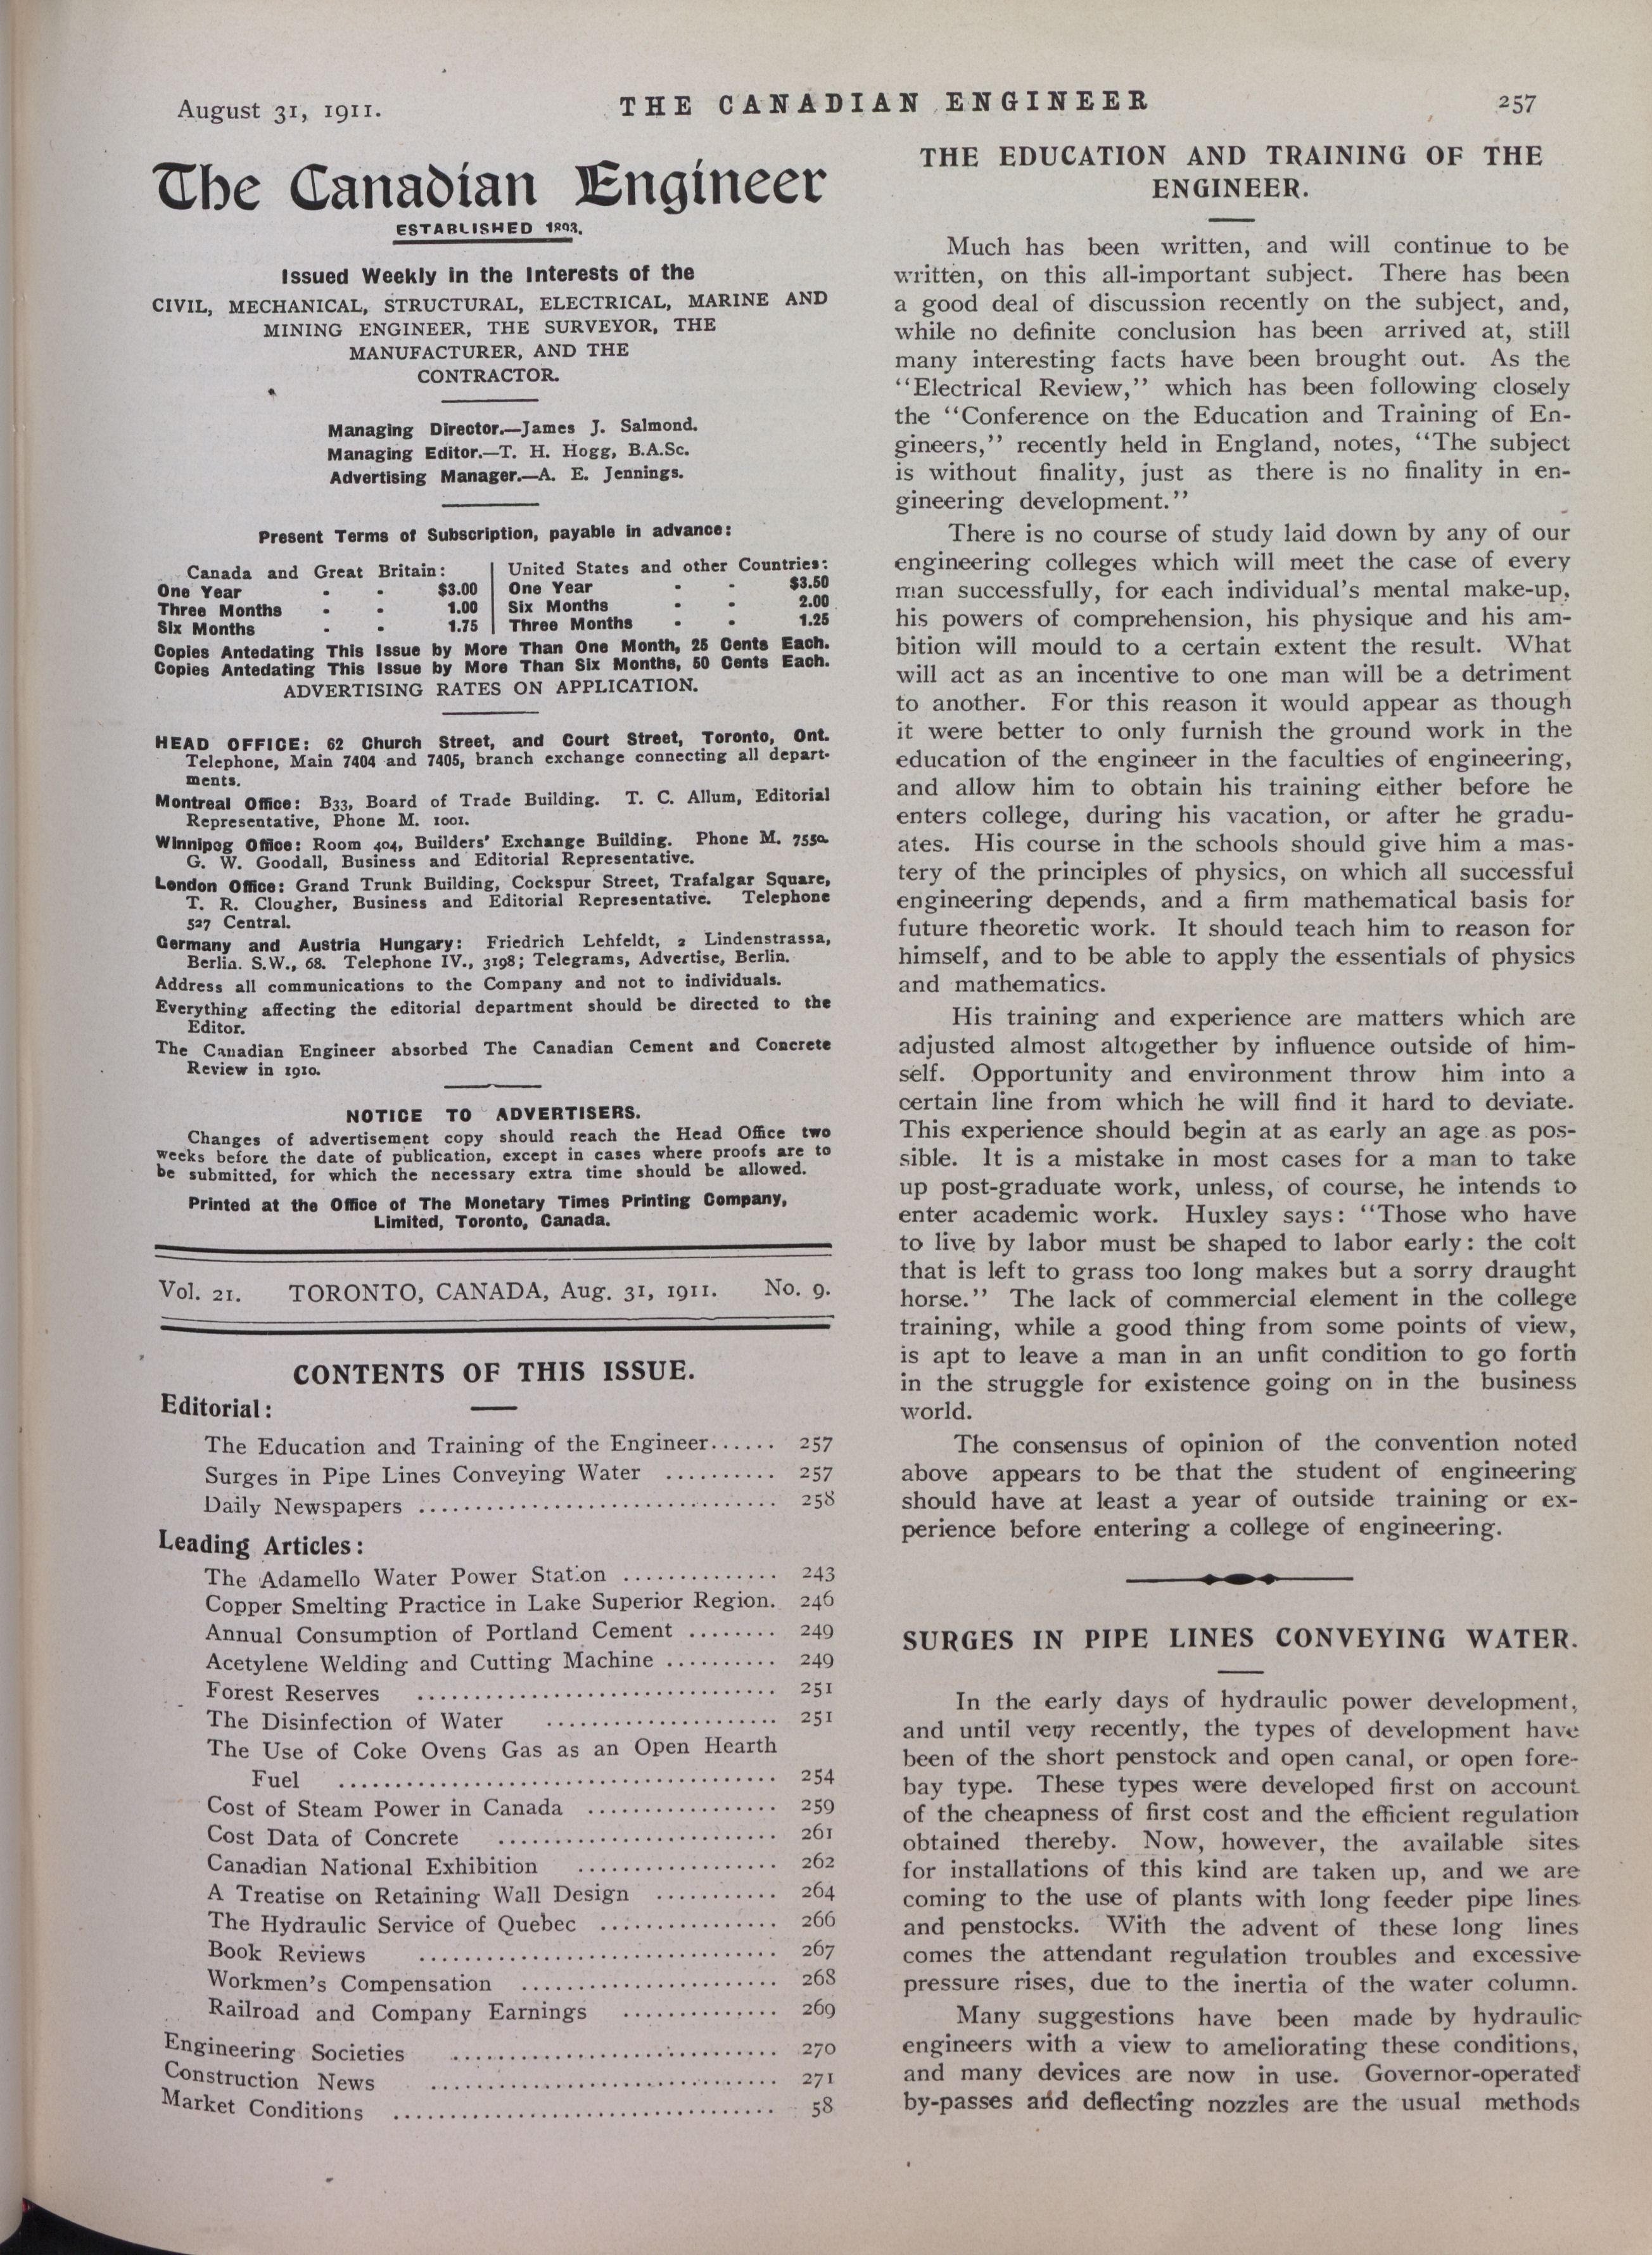 August 31, 1911.
THE CANADIAN ENGINEER
257
The Canadian Engineer
ESTABLISHED 1893.
Issued Weekly in the Interests of the
CIVIL, MECHANICAL, STRUCTURAL, ELECTRICAL, MARINE AND
MINING ENGINEER, THE SURVEYOR, THE
MANUFACTURER, AND THE
CONTRACTOR.
Managing Director.—James J. Salmond.
Managing Editor.—T. H. Hogg, B.A.Sc.
Advertising Manager.—A. E. Jennings.
Present Terms of Subscription, payable in advance:
Canada and Great Britain:
One Year - - $3.00
Three Months - - 1.00
Six Months - - 1.75
United States and other Countries:
One Year - - $3.50
Six Months - - 2.00
Three Months - - 1.25
Copies Antedating This Issue by More Than One Month, 25 Cents Each.
Copies Antedating This Issue by More Than Six Months, 50 Cents Each.
ADVERTISING RATES ON APPLICATION.
HEAD OFFICE: 62 Church Street, and Court Street, Toronto, Ont.
Telephone, Main 7404 and 7405, branch exchange connecting all depart-
ments.
Montreal Office: B33, Board of Trade Building. T. C. Allum, Editorial
Representative, Phone M. 1001.
Winnipeg Office: Room 404, Builders' Exchange Building. Phone M. 7550.
G. W. Goodall, Business and Editorial Representative.
London Office: Grand Trunk Building, Cockspur Street, Trafalgar Square,
T. R. Clougher, Business and Editorial Representative. Telephone
527 Central.
Germany and Austria Hungary: Friedrich Lehfeldt, 2 Lindenstrassa,
Berlin. S.W., 68. Telephone IV., 3198; Telegrams, Advertise, Berlin.
Address all communications to the Company and not to individuals.
Everything affecting the editorial department should be directed to the
Editor.
The Canadian Engineer absorbed The Canadian Cement and Concrete
Review in 1910.
NOTICE TO ADVERTISERS.
Changes of advertisement copy should reach the Head Office two
weeks before the date of publication, except in cases where proofs are to
be submitted, for which the necessary extra time should be allowed.
Printed at the Office of The Monetary Times Printing Company,
Limited, Toronto, Canada.
Vol. 21. TORONTO, CANADA, Aug. 31, 1911. No. 9.
CONTENTS OF THIS ISSUE.
Editorial:
The Education and Training of the Engineer...... 257
Surges in Pipe Lines Conveying Water .......... 257
Daily Newspapers ................................ 258
Leading Articles:
The Adamello Water Power Station .............. 243
Copper Smelting Practice in Lake Superior Region. 246
Annual Consumption of Portland Cement ........ 249
Acetylene Welding and Cutting Machine .......... 249
Forest Reserves ................................ 251
The Disinfection of Water ..................... 251
The Use of Coke Ovens Gas as an Open Hearth
Fuel ....................................... 254
Cost of Steam Power in Canada ................. 259
Cost Data of Concrete ......................... 261
Canadian National Exhibition .................. 262
A Treatise on Retaining Wall Design ........... 264
The Hydraulic Service of Quebec ................ 266
Book Reviews ................................ 267
Workmen's Compensation ....................... 268
Railroad and Company Earnings .............. 269
Engineering Societies ............................. 270
Construction News ............................... 271
Market Conditions .................................. 58
THE EDUCATION AND TRAINING OF THE
ENGINEER.
Much has been written, and will continue to be
written, on this all-important subject. There has been
a good deal of discussion recently on the subject, and,
while no definite conclusion has been arrived at, still
many interesting facts have been brought out. As the
"Electrical Review," which has been following closely
the "Conference on the Education and Training of En-
gineers," recently held in England, notes, "The subject
is without finality, just as there is no finality in en-
gineering development."
There is no course of study laid down by any of our
engineering colleges which will meet the case of every
man successfully, for each individual's mental make-up,
his powers of comprehension, his physique and his am-
bition will mould to a certain extent the result. What
will act as an incentive to one man will be a detriment
to another. For this reason it would appear as though
it were better to only furnish the ground work in the
education of the engineer in the faculties of engineering,
and allow him to obtain his training either before he
enters college, during his vacation, or after he gradu-
ates. His course in the schools should give him a mas-
tery of the principles of physics, on which all successful
engineering depends, and a firm mathematical basis for
future theoretic work. It should teach him to reason for
himself, and to be able to apply the essentials of physics
and mathematics.
His training and experience are matters which are
adjusted almost altogether by influence outside of him-
self. Opportunity and environment throw him into a
certain line from which he will find it hard to deviate.
This experience should begin at as early an age as pos-
sible. It is a mistake in most cases for a man to take
up post-graduate work, unless, of course, he intends to
enter academic work. Huxley says: "Those who have
to live by labor must be shaped to labor early: the colt
that is left to grass too long makes but a sorry draught
horse." The lack of commercial element in the college
training, while a good thing from some points of view,
is apt to leave a man in an unfit condition to go forth
in the struggle for existence going on in the business
world.
The consensus of opinion of the convention noted
above appears to be that the student of engineering
should have at least a year of outside training or ex-
perience before entering a college of engineering.
SURGES IN PIPE LINES CONVEYING WATER.
In the early days of hydraulic power development,
and until very recently, the types of development have
been of the short penstock and open canal, or open fore-
bay type. These types were developed first on account
of the cheapness of first cost and the efficient regulation
obtained thereby. Now, however, the available sites
for installations of this kind are taken up, and we are
coming to the use of plants with long feeder pipe lines
and penstocks. With the advent of these long lines
comes the attendant regulation troubles and excessive
pressure rises, due to the inertia of the water column.
Many suggestions have been made by hydraulic
engineers with a view to ameliorating these conditions,
and many devices are now in use. Governor-operated
by-passes and deflecting nozzles are the usual methods